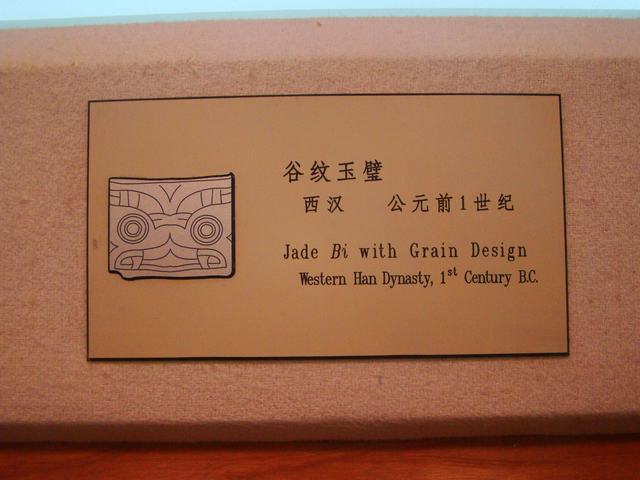 谷纹玉璧
西汉 公元前1世纪
Jade Bi with Grain Design
Western Han Dynasty, 1st Century B.C.